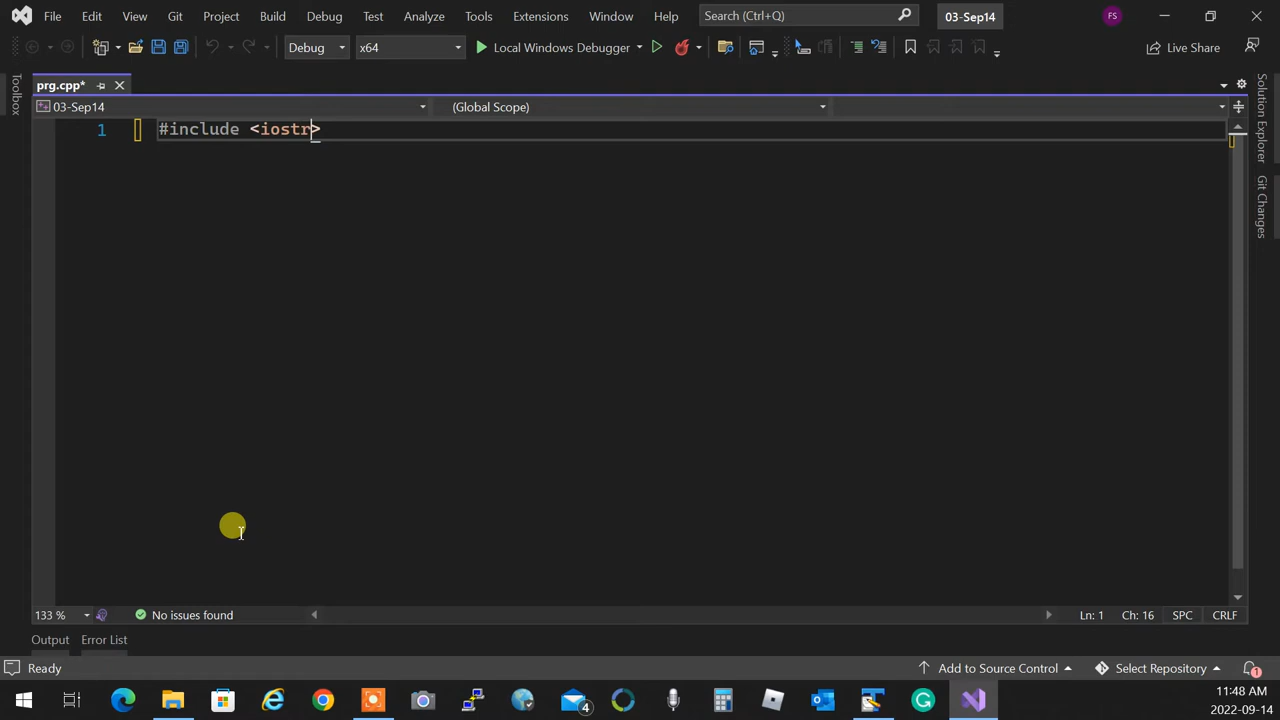 File Edit View Git Project Build Debug Test Analyze Tools Extensions Window Help Search (Ctrl+Q) 03-Sep14 FS
Debug x64 Local Windows Debugger Live Share
prg.cpp*
03-Sep14 (Global Scope)
1 #include <iostr>
Toolbox
Solution Explorer
Git Changes
133 % No issues found Ln: 1 Ch: 16 SPC CRLF
Output Error List
Ready Add to Source Control Select Repository 1
4
11:48 AM
2022-09-14